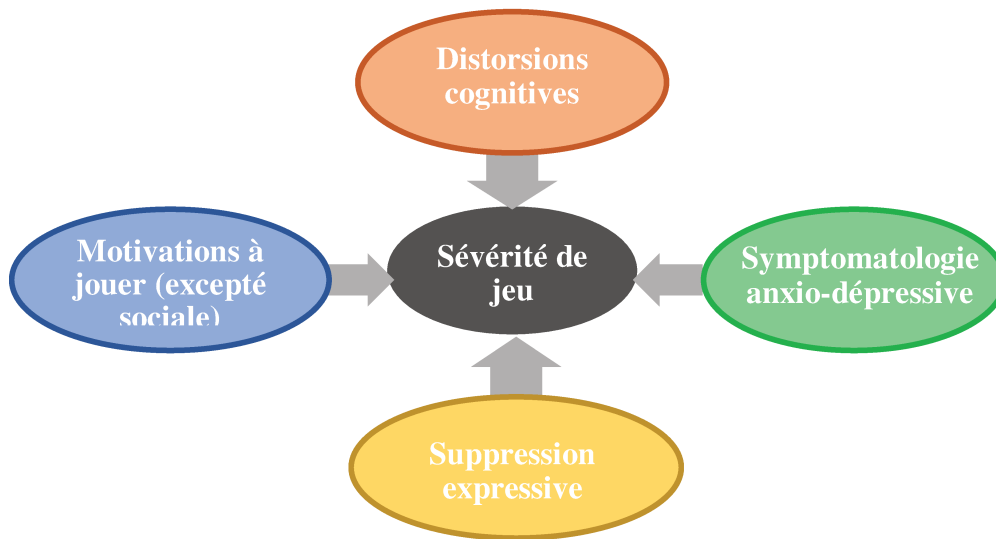 Distorsions
cognitives
Motivations à
jouer (excepté
sociale)
Sévérité de
jeu
Symptomatologie
anxio-dépressive
Suppression
expressive